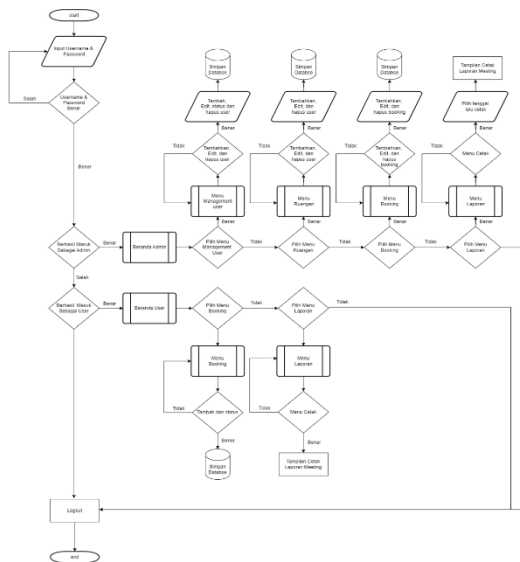 start
Input Username &
Password
Salah
Username &
Password
Benar
Benar
Simpan
Databse
Simpan
Databse
Simpan
Databse
Tampilan Cetak
Laporan Meeting
Tambah,
Edit, status dan
hapus user
Tambahkan,
Edit, dan
hapus user
Tambahkan,
Edit, dan
hapus booking
Pilih tanggal
lalu cetak
Benar
Benar
Benar
Benar
Tidak
Tidak
Tidak
Tidak
Tambahkan,
Edit, dan
hapus user
Tambahkan,
Edit, dan
hapus user
Tambahkan,
Edit, dan
hapus
booking
Menu Cetak
Menu
Management
user
Menu
Ruangan
Menu
Booking
Menu
Laporan
Benar
Benar
Benar
Benar
Berhasil Masuk
Sebagai Admin
Benar
Beranda Admin
Pilih Menu
Management
User
Tidak
Pilih Menu
Ruangan
Tidak
Pilih Menu
Booking
Tidak
Pilih Menu
Laporan
Salah
Berhasil Masuk
Sebagai User
Benar
Beranda User
Pilih Menu
Booking
Tidak
Pilih Menu
Laporan
Tidak
Benar
Benar
Menu
Booking
Menu
Laporan
Tidak
Tambah dan status
Tidak
Menu Cetak
Benar
Benar
Simpan
Databse
Tampilan Cetak
Laporan Meeting
Logout
end